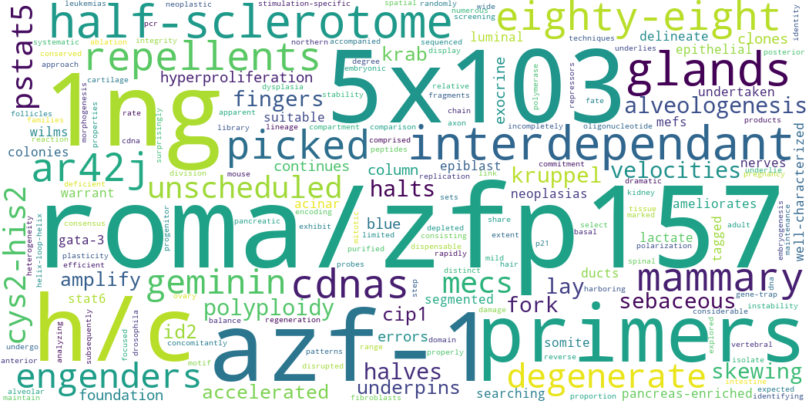 leukemias neoplastic stimulation-specific spatial randomly numerous wide
pcr northern accompanied screening sequenced techniques identity
pstat5 half-sclerotome eighty-eight
systematic ablation integrity degree display luminal delineate clones
repellents krab conserved approach embryonic epithelial posterior
hyperproliferation underlies
1ng 5x103 glands
cartilage dysplasia stability exocrine polymerase repressors fate
fingers suitable undertaken
wilms follicles families reaction morphogenesis properties rate cdna surprisingly
alveologenesis
apparent relative fragments chain axon mefs products
colonies library lineage compartment comparison incompletely oligonucleotide
picked interdependant well-characterized
division comprised peptides
ar42j continues column epiblast kruppel velocities nerves
deficient mouse commitment replication link dramatic underlie pregnancy
consensus warrant unscheduled halts neoplasias ameliorates
heterogeneity helix-loop-helix progenitor pancreatic encoding acinar sets blue limited purified kidney tissue marked tagged
cys2-his2 gata-3 plasticity efficient mitotic share extent probes
roma/zfp157
depleted consisting dispensable basal p21 select adult lactate polarization embryogenesis maintenance
amplify geminin cdnas mecs lay ducts mammary
stat6 ovary distinct mild hair rapidly spinal harboring gene-trap dna instability
polyploidy cip1 segmented fork sebaceous
h/c id2 azf-1 primers
undergo analyzing subsequently focused drosophila concomitantly balance regeneration damage step considerable
errors somite explored vertebral
anterior motif patterns range domain properly reverse isolate
engenders halves degenerate skewing
alveolar maintain foundation accelerated disrupted fibroblasts underpins searching proportion intestine pancreas-enriched expected identifying